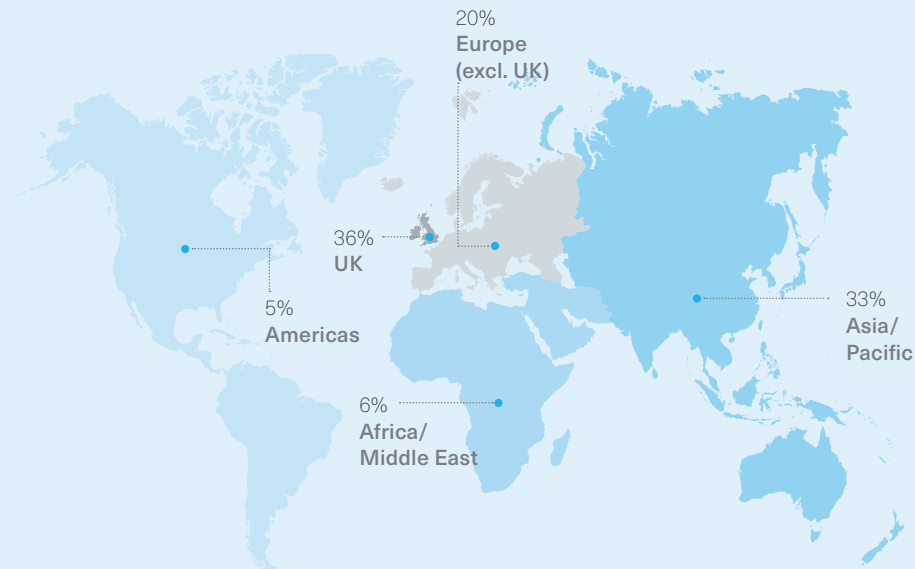 20%
Europe
(excl. UK)
36%
UK
5%
Americas
33%
Asia/
Pacific
6%
Africa/
Middle East